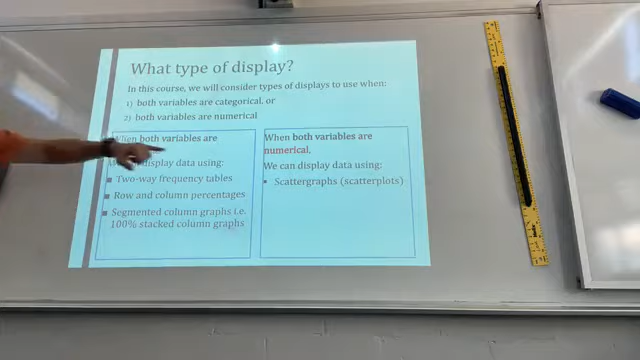 What type of display?
In this course, we will consider types of displays to use when:
1) both variables are categorical, or
2) both variables are numerical
When both variables are
display data using:
▪ Two-way frequency tables
▪ Row and column percentages
▪ Segmented column graphs i.e.
100% stacked column graphs
When both variables are
numerical,
We can display data using:
▪ Scattergraphs (scatterplots)